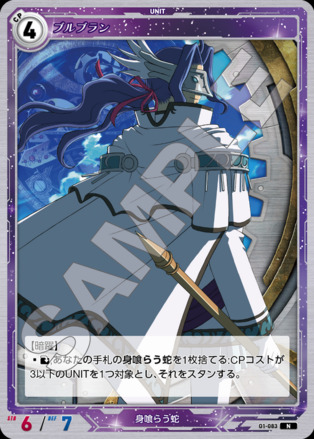 UNIT
CP
4
ブルブラン
SAMPLE
【暗躍】
あなたの手札の身喰らう蛇を1枚捨てる:CPコストが
3以下のUNITを1つ対象とし、それをスタンする。
6 / 7
身喰らう蛇
01-083 N